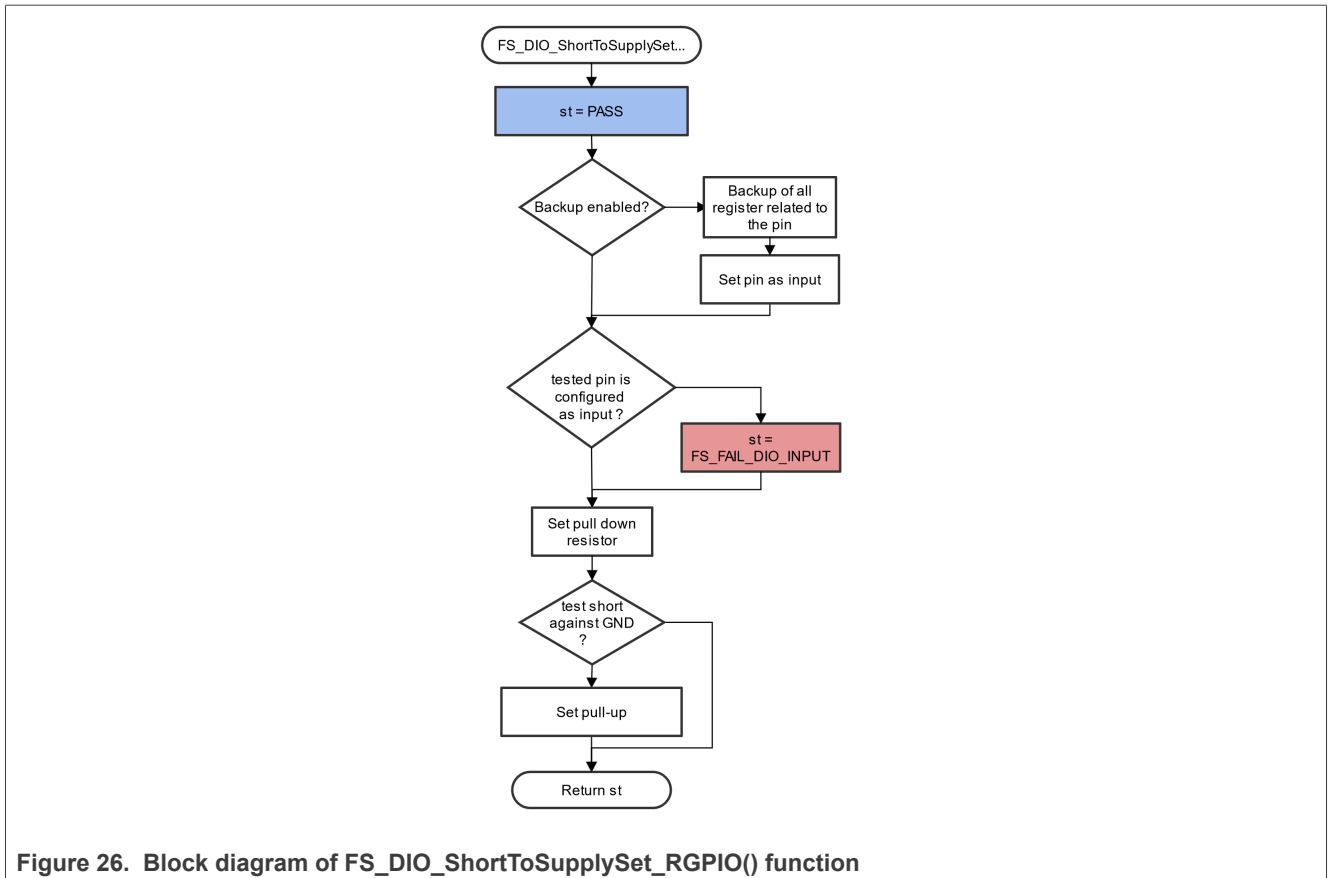 FS_DIO_ShortToSupplySet...
st = PASS
Backup enabled?
Backup of all
register related to
the pin
Set pin as input
tested pin is
configured
as input ?
st =
FS_FAIL_DIO_INPUT
Set pull down
resistor
test short
against GND
?
Set pull-up
Return st
Figure 26. Block diagram of FS_DIO_ShortToSupplySet_RGPIO() function